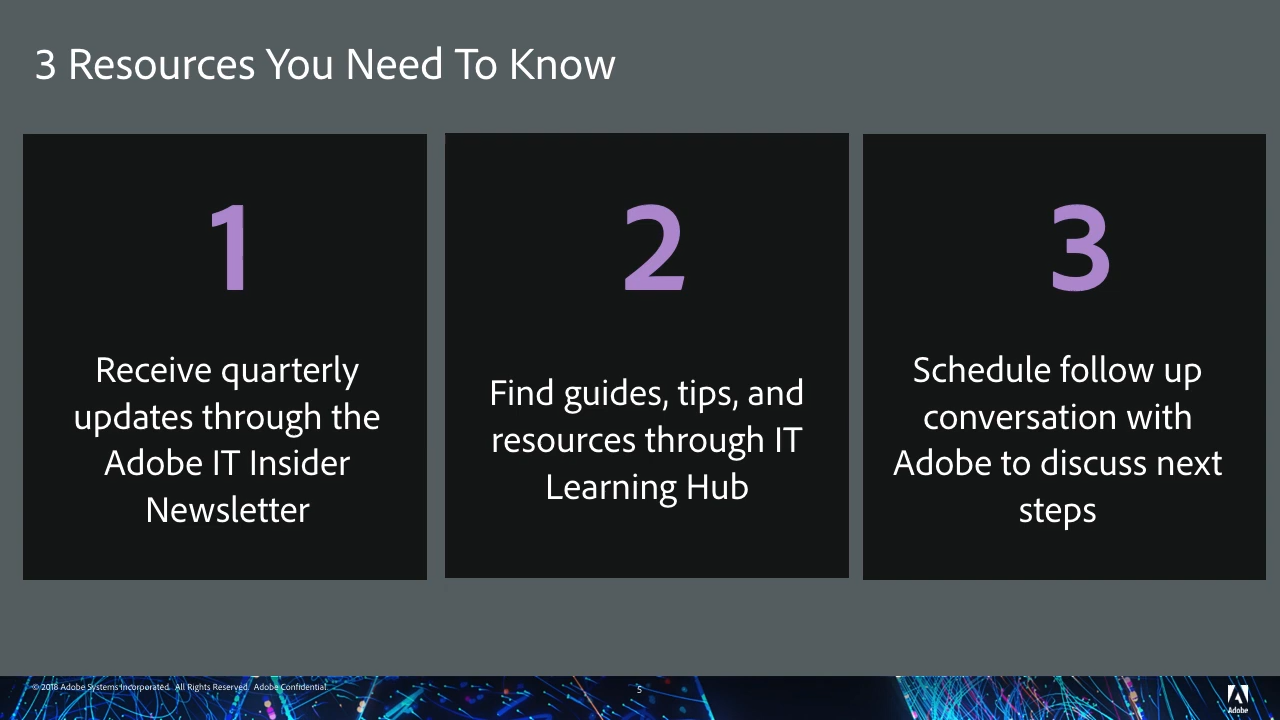 3 Resources You Need To Know
1
Receive quarterly
updates through the
Adobe IT Insider
Newsletter
2
Find guides, tips, and
resources through IT
Learning Hub
3
Schedule follow up
conversation with
Adobe to discuss next
steps
© 2018 Adobe Systems Incorporated. All Rights Reserved. Adobe Confidential.
5
Adobe